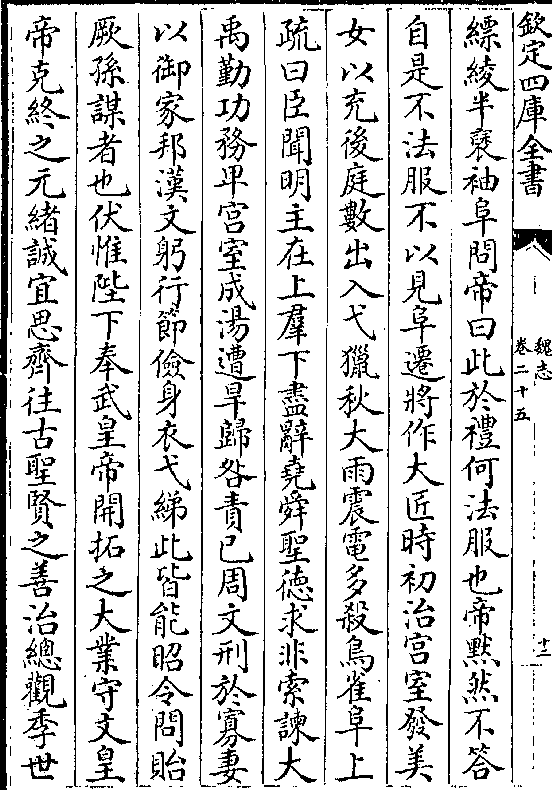 欽定四庫全書
魏志
卷二十五
十三
縹綾半褎袖阜問帝曰此於禮何法服也帝黙然不答
自是不法服不以見阜遷將作大匠時初治宫室發美
女以充後庭數出入弋獵秋大雨震電多殺鳥雀阜上
疏曰臣聞明主在上羣下盡辭堯舜聖徳求非索諫大
禹勤功務卑宫室成湯遭旱歸咎責已周文刑於寡妻
以御家邦漢文躬行節儉身衣弋綈此皆能昭令問貽
厥孫謀者也伏惟陛下奉武皇帝開拓之大業守文皇
帝克終之元緒誠宜思齊往古聖賢之善治總觀季世